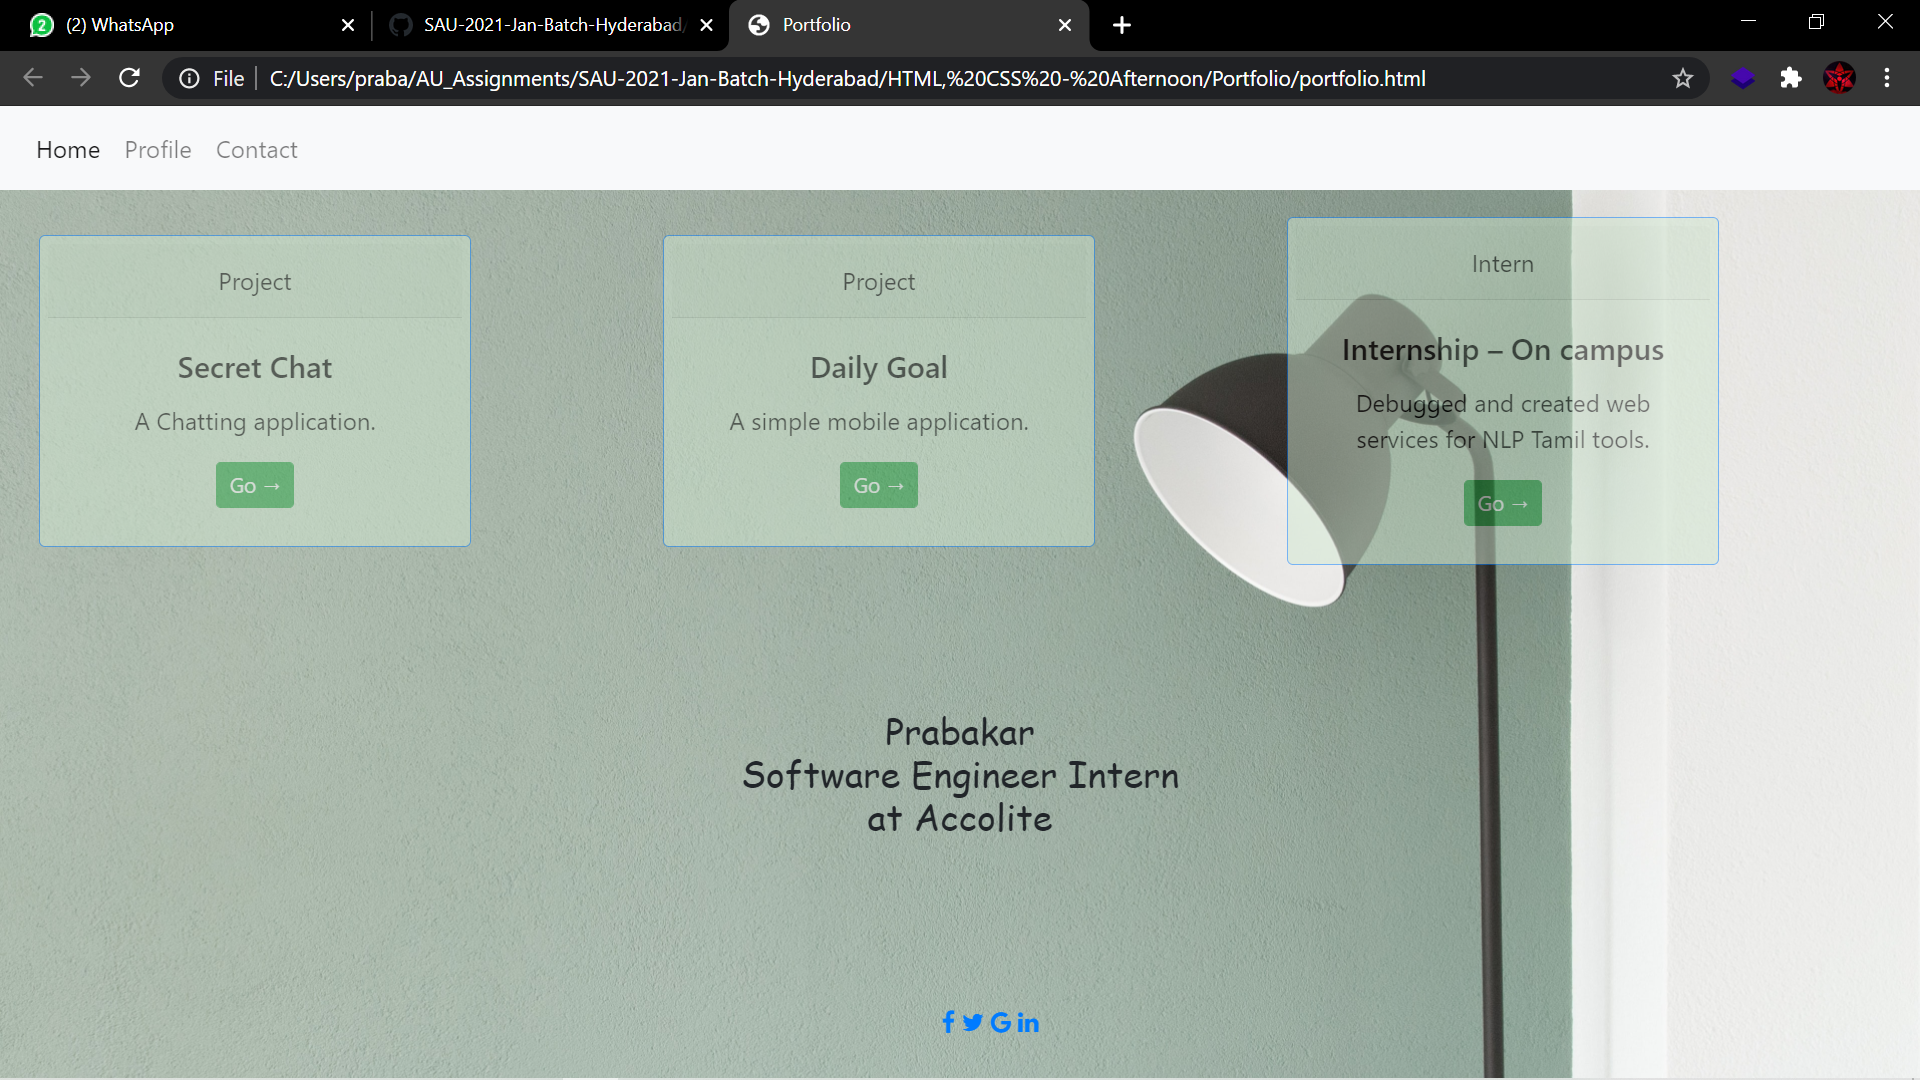 (2) WhatsApp
SAU-2021-Jan-Batch-Hyderabad/
Portfolio
File
C:/Users/praba/AU_Assignments/SAU-2021-Jan-Batch-Hyderabad/HTML,%20CSS%20-%20Afternoon/Portfolio/portfolio.html
Home Profile Contact
Project
Secret Chat
A Chatting application.
Go →
Project
Daily Goal
A simple mobile application.
Go →
Intern
Internship – On campus
Debugged and created web
services for NLP Tamil tools.
Go →
Prabakar
Software Engineer Intern
at Accolite